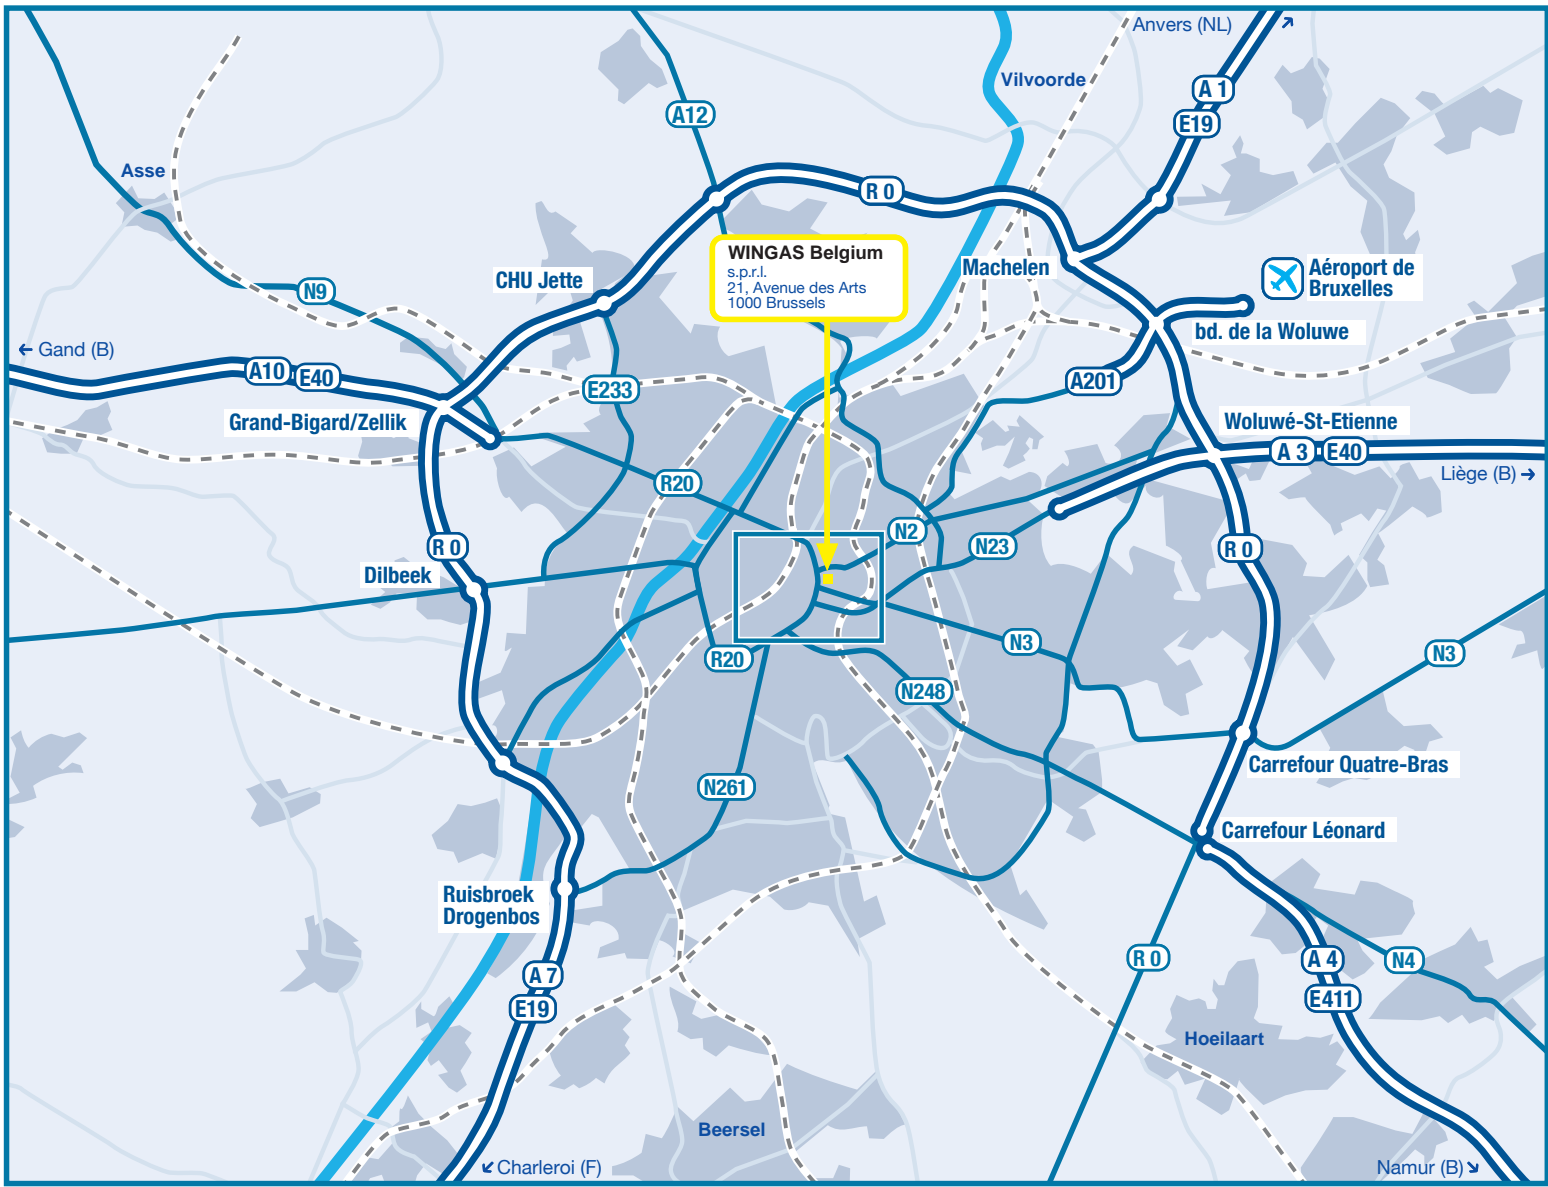 Anvers (NL)
Vilvoorde
A 1
A12
E19
Asse
R 0
WINGAS Belgium
s.p.r.l.
21, Avenue des Arts
1000 Brussels
Machelen
Aéroport de
Bruxelles
CHU Jette
N9
bd. de la Woluwe
← Gand (B)
A10
E40
E233
A201
Grand-Bigard/Zellik
Woluwé-St-Etienne
A 3
E40
Liège (B) →
R20
N2
N23
R 0
R 0
Dilbeek
N3
N3
R20
N248
Carrefour Quatre-Bras
N261
Carrefour Léonard
Ruisbroek
Drogenbos
R 0
A 4
N4
A 7
E411
E19
Hoeilaart
Beersel
↙ Charleroi (F)
Namur (B) ↘